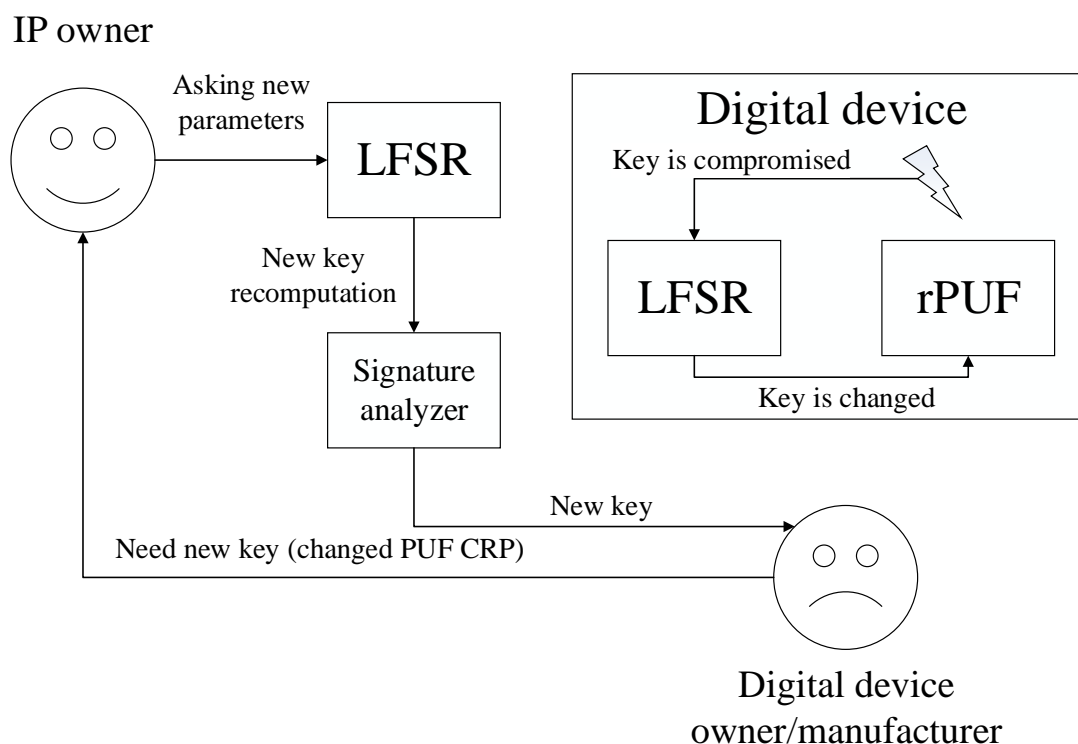 IP owner
Asking new
parameters
LFSR
New key
recomputation
Signature
analyzer
New key
Need new key (changed PUF CRP)
Digital device
Key is compromised
LFSR
rPUF
Key is changed
Digital device
owner/manufacturer